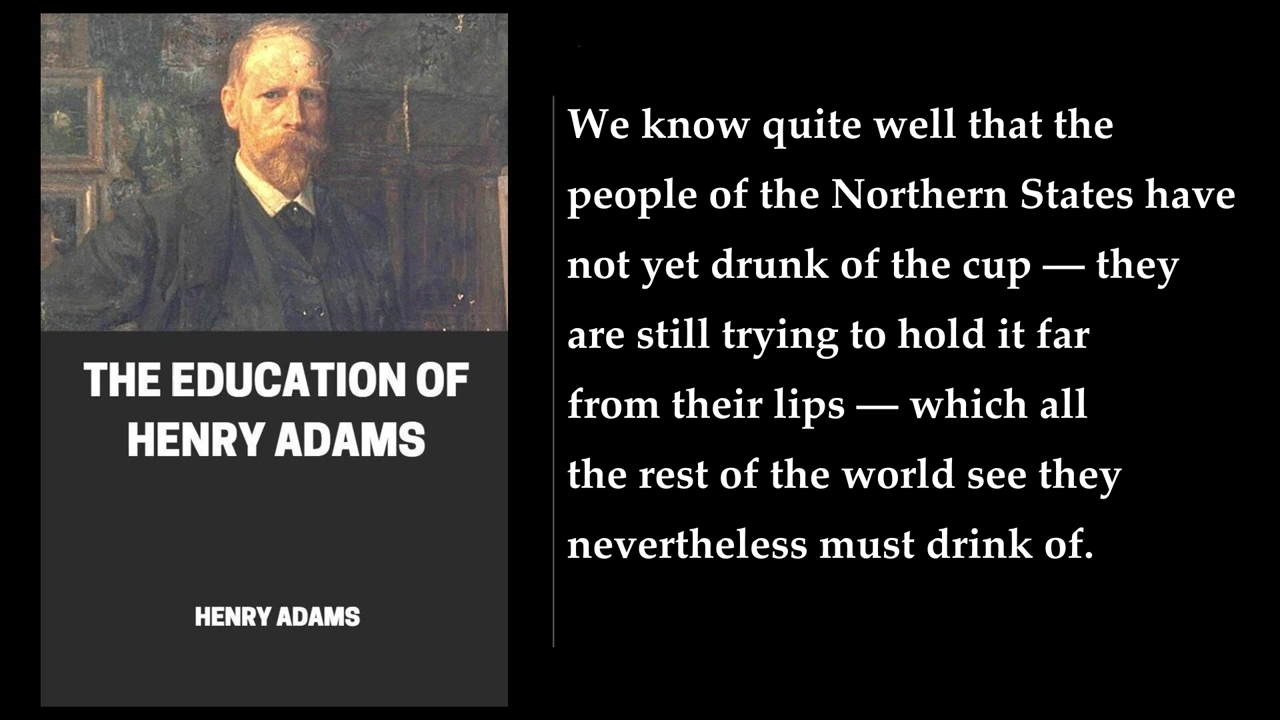 THE EDUCATION OF
HENRY ADAMS
HENRY ADAMS
We know quite well that the
people of the Northern States have
not yet drunk of the cup — they
are still trying to hold it far
from their lips — which all
the rest of the world see they
nevertheless must drink of.